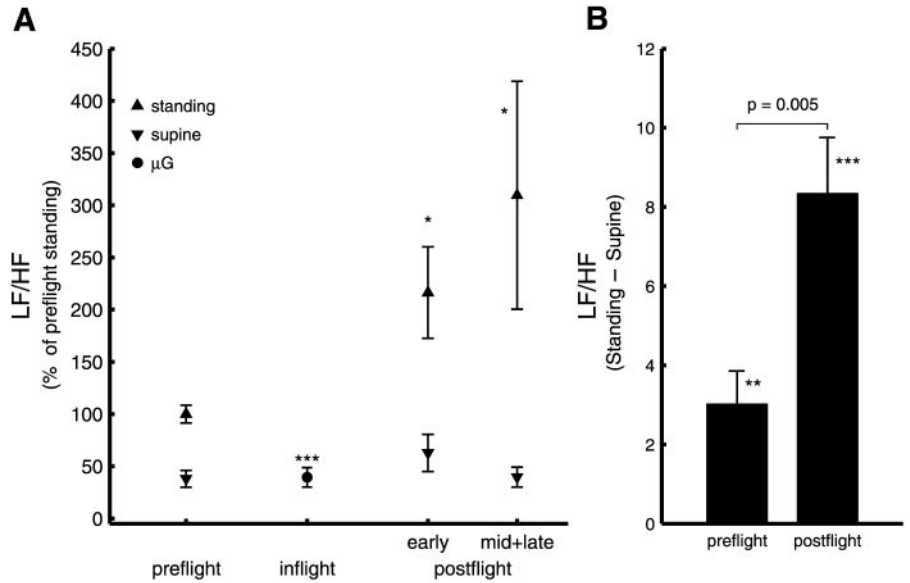 A
450
400
350
300
250
200
150
100
50
0
LF/HF
(% of preflight standing)
standing
supine
μG
***
*
*
early
mid+late
preflight
inflight
postflight
B
12
10
8
6
4
2
0
LF/HF
(Standing – Supine)
p = 0.005
***
**
preflight
postflight